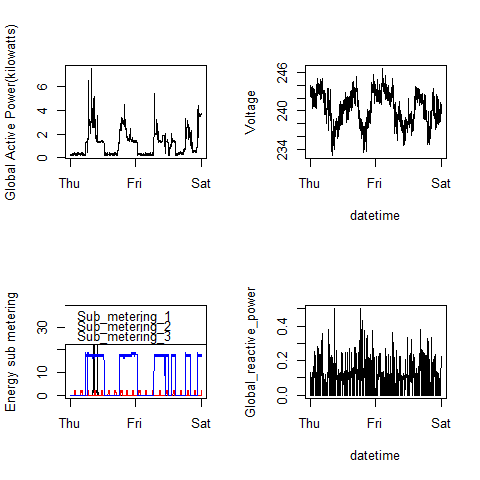 Global Active Power(kilowatts)
0 2 4 6
Thu Fri Sat
Voltage
234 240 246
Thu Fri Sat
datetime
Energy sub metering
0 10 30
Sub_metering_1
Sub_metering_2
Sub_metering_3
Thu Fri Sat
Global_reactive_power
0.0 0.2 0.4
Thu Fri Sat
datetime